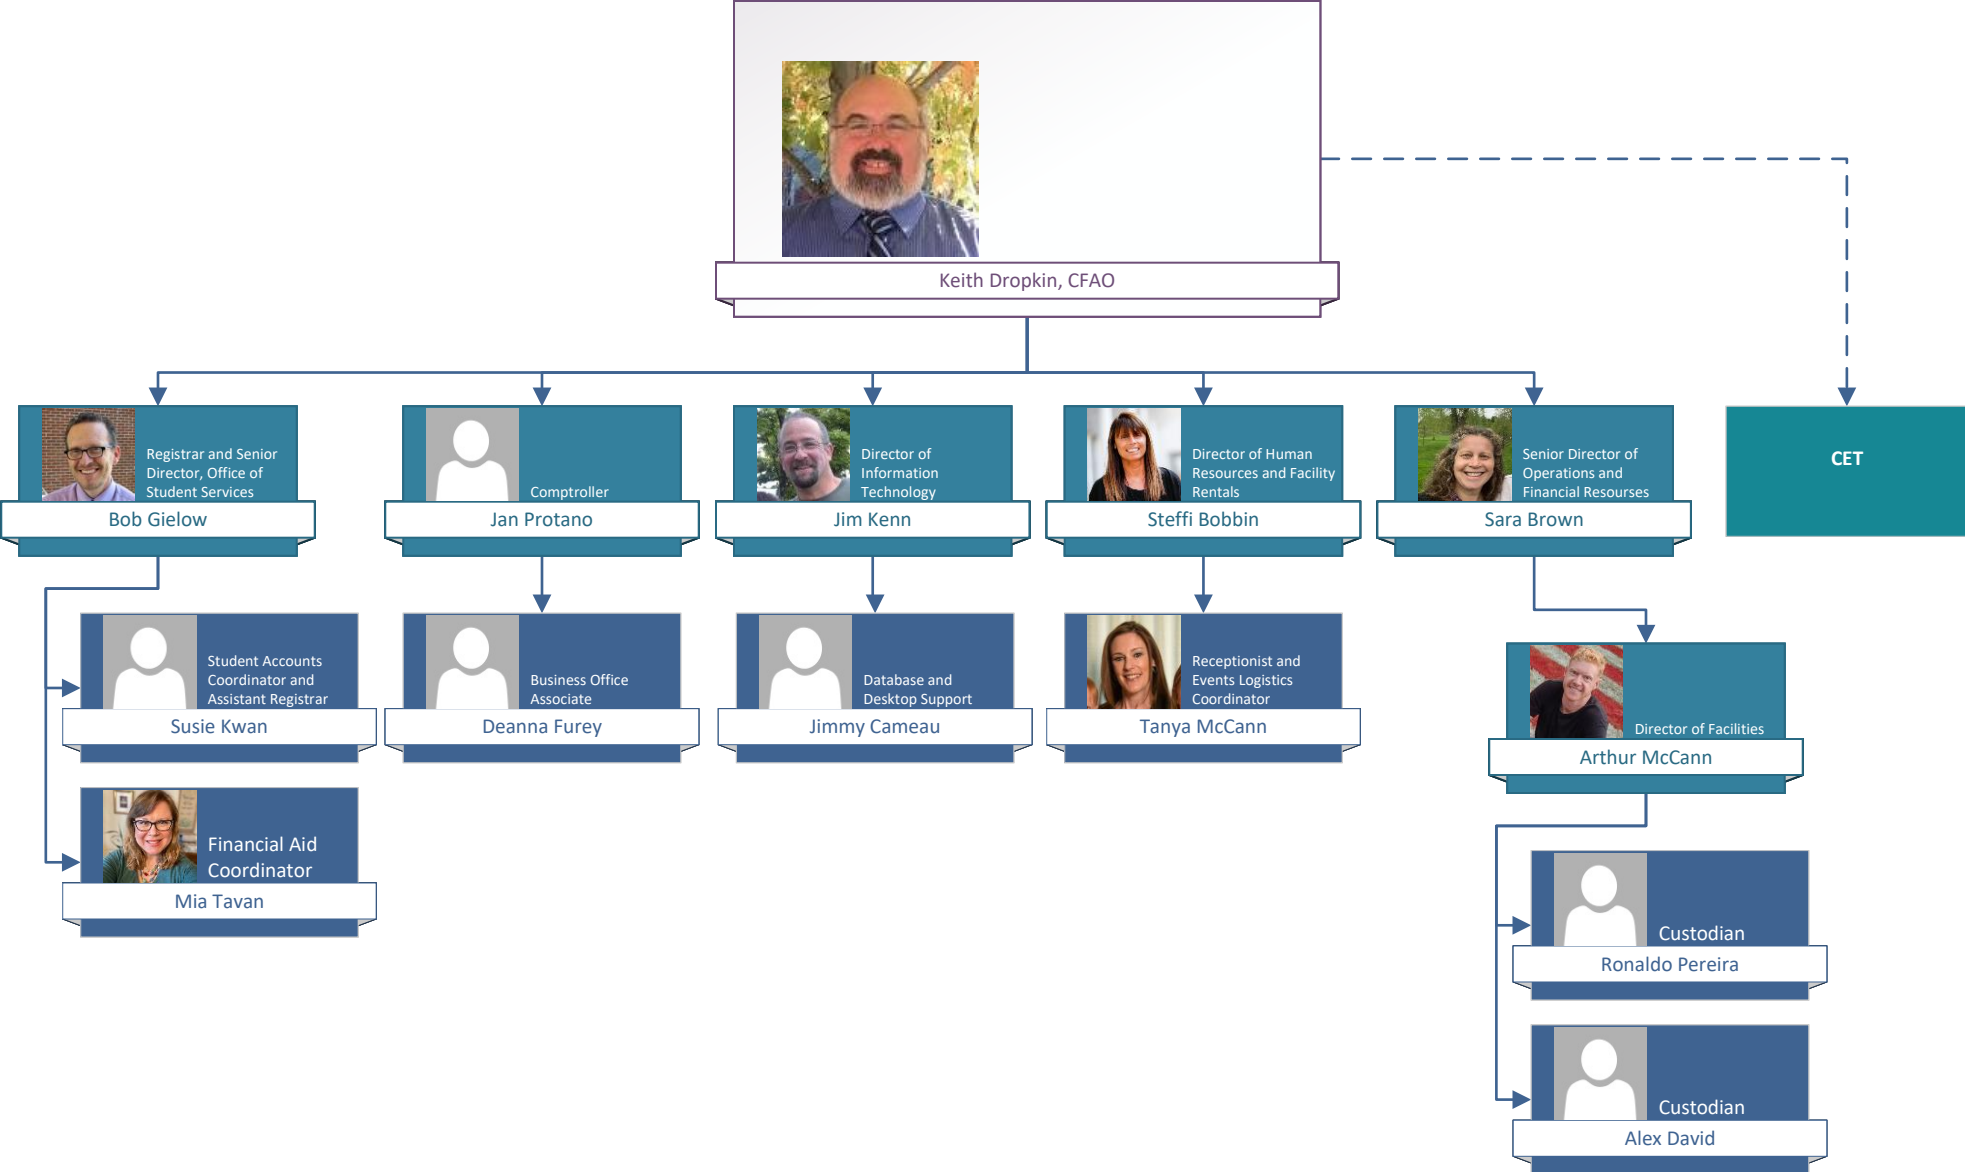 Keith Dropkin, CFAO
Registrar and Senior
Director, Office of
Student Services
Bob Gielow
Comptroller
Jan Protano
Director of
Information
Technology
Jim Kenn
Director of Human
Resources and Facility
Rentals
Steffi Bobbin
Senior Director of
Operations and
Financial Resourses
Sara Brown
CET
Student Accounts
Coordinator and
Assistant Registrar
Susie Kwan
Business Office
Associate
Deanna Furey
Database and
Desktop Support
Jimmy Cameau
Receptionist and
Events Logistics
Coordinator
Tanya McCann
Director of Facilities
Arthur McCann
Financial Aid
Coordinator
Mia Tavan
Custodian
Ronaldo Pereira
Custodian
Alex David